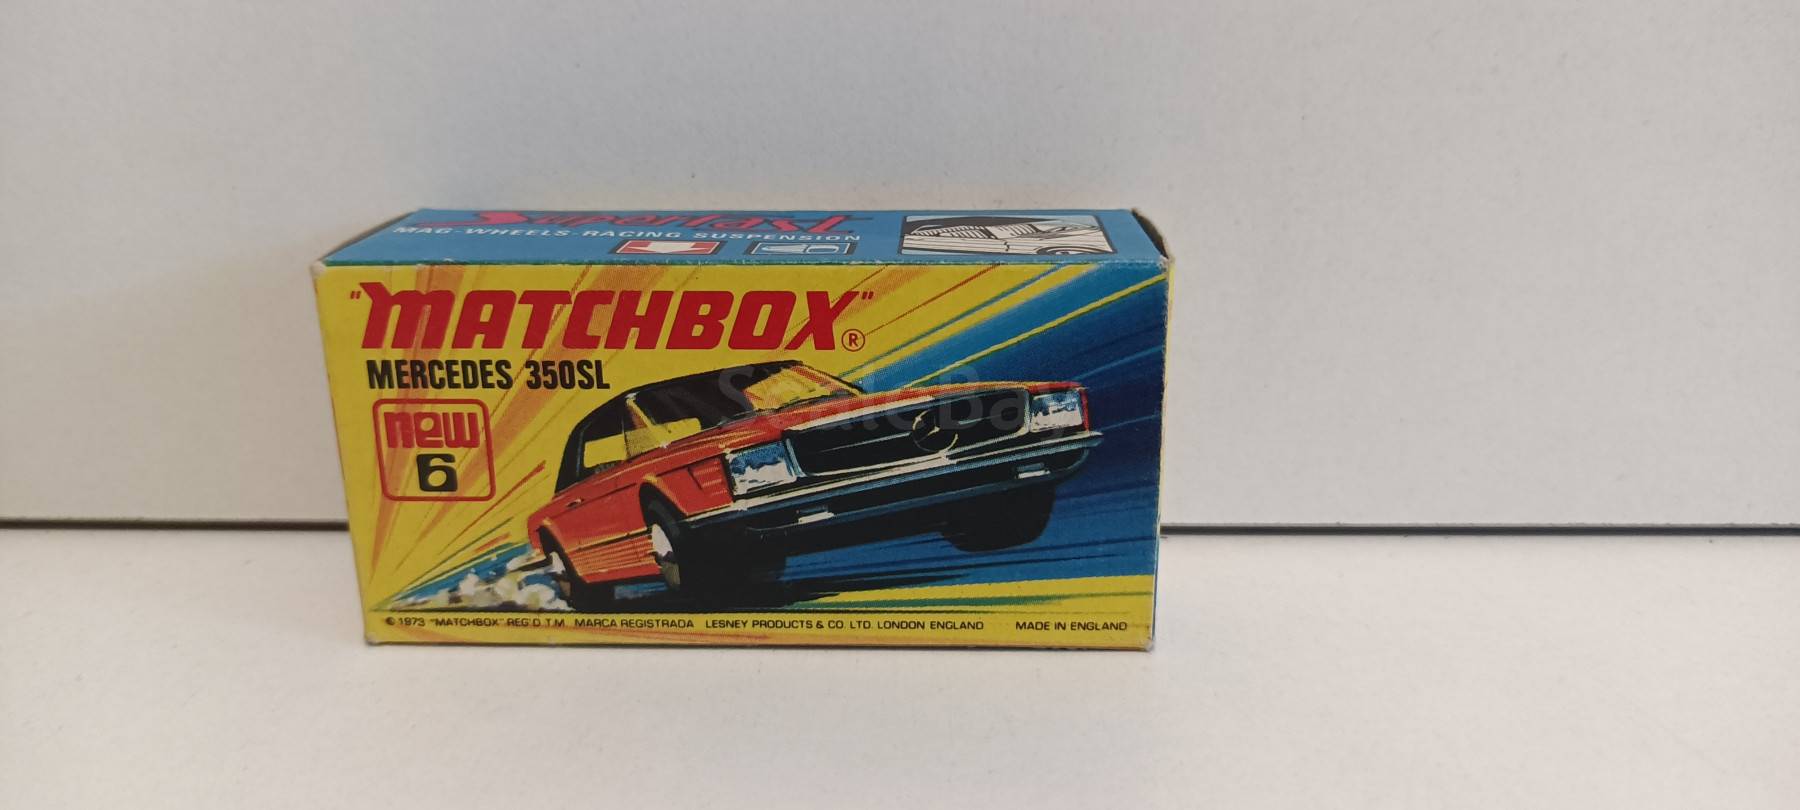 Superfast
MAG-WHEELS-RACING SUSPENSION
"MATCHBOX"®
MERCEDES 350SL
new
6
© 1973 "MATCHBOX" REG'D T.M. MARCA REGISTRADA LESNEY PRODUCTS & CO. LTD. LONDON ENGLAND MADE IN ENGLAND
ScaleBay